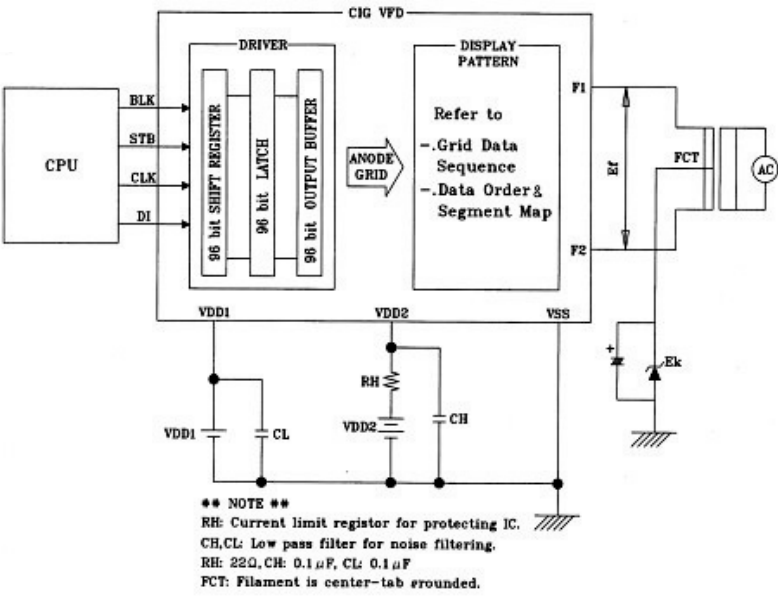 CIG VFD
DRIVER
DISPLAY
PATTERN
CPU
BLK
STB
CLK
DI
96 bit SHIFT REGISTER
96 bit LATCH
96 bit OUTPUT BUFFER
ANODE
GRID
Refer to
-.Grid Data
Sequence
-.Data Order &
Segment Map
F1
F2
Ef
FCT
AC
VDD1
VDD2
VSS
+
Ek
RH
VDD1
CL
VDD2
CH
** NOTE **
RH: Current limit registor for protecting IC.
CH,CL: Low pass filter for noise filtering.
RH: 22Ω, CH: 0.1μF, CL: 0.1μF
FCT: Filament is center-tab grounded.